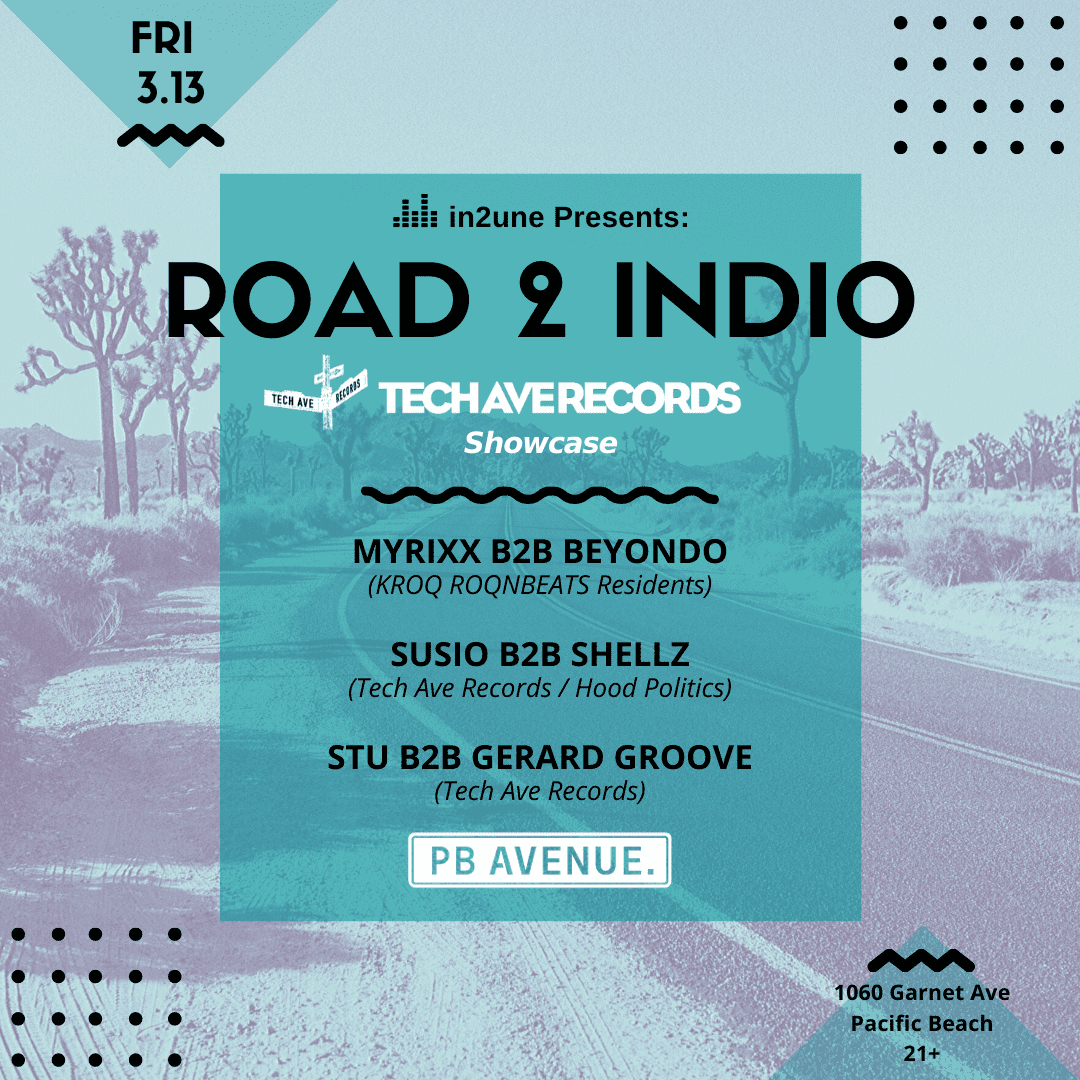 FRI
3.13
in2une Presents:
ROAD 2 INDIO
TECH AVE RECORDS
TECH AVE RECORDS
Showcase
MYRIXX B2B BEYONDO
(KROQ ROQNBEATS Residents)
SUSIO B2B SHELLZ
(Tech Ave Records / Hood Politics)
STU B2B GERARD GROOVE
(Tech Ave Records)
PB AVENUE.
1060 Garnet Ave
Pacific Beach
21+